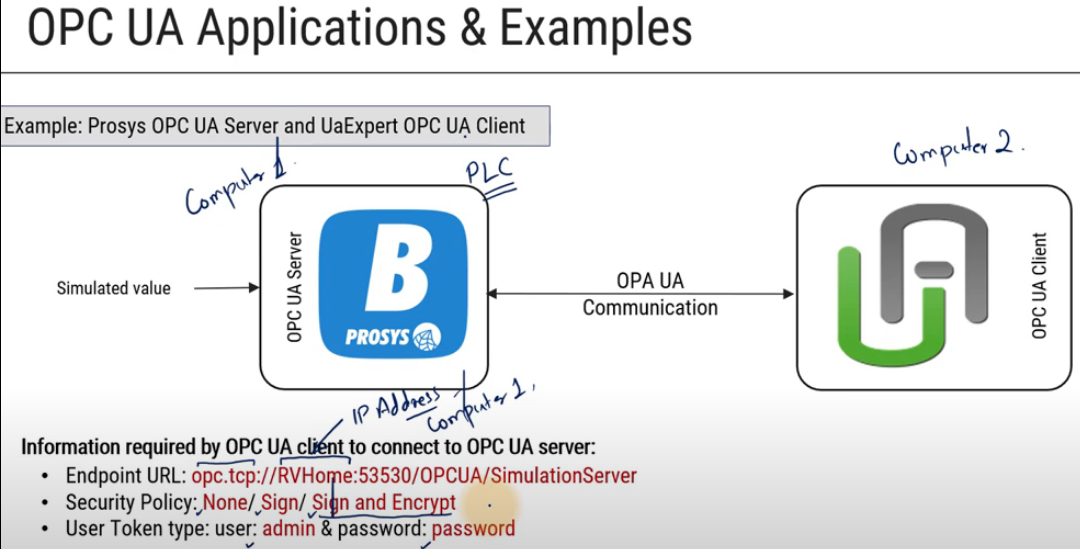 OPC UA Applications & Examples
Example: Prosys OPC UA Server and UaExpert OPC UA Client
Computer 1.
PLC
Computer 2.
Simulated value
OPC UA Server
B
PROSYS
OPA UA
Communication
UA
OPC UA Client
IP Address
Computer 1,
Information required by OPC UA client to connect to OPC UA server:
• Endpoint URL: opc.tcp://RVHome:53530/OPCUA/SimulationServer
• Security Policy: None/ Sign/ Sign and Encrypt
• User Token type: user: admin & password: password